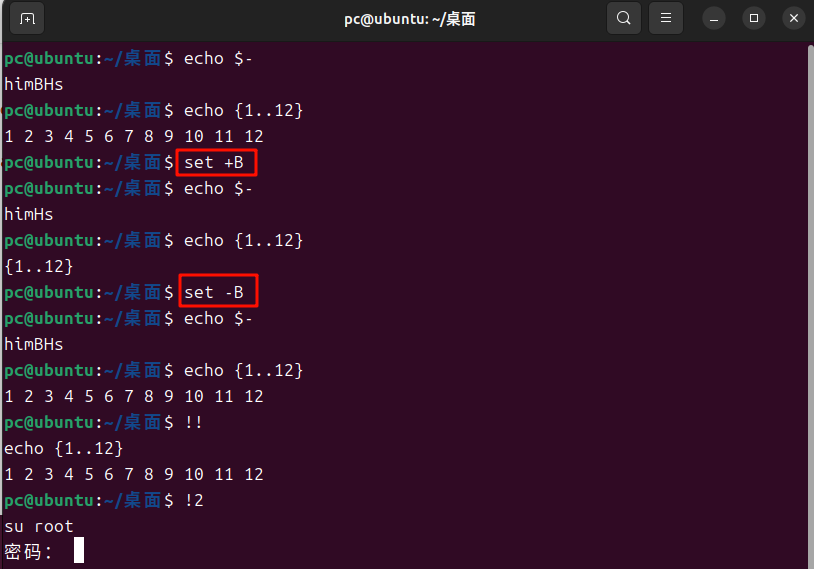 pc@ubuntu: ~/桌面
pc@ubuntu:~/桌面$ echo $-
himBHs
pc@ubuntu:~/桌面$ echo {1..12}
1 2 3 4 5 6 7 8 9 10 11 12
pc@ubuntu:~/桌面$ set +B
pc@ubuntu:~/桌面$ echo $-
himHs
pc@ubuntu:~/桌面$ echo {1..12}
{1..12}
pc@ubuntu:~/桌面$ set -B
pc@ubuntu:~/桌面$ echo $-
himBHs
pc@ubuntu:~/桌面$ echo {1..12}
1 2 3 4 5 6 7 8 9 10 11 12
pc@ubuntu:~/桌面$ !!
echo {1..12}
1 2 3 4 5 6 7 8 9 10 11 12
pc@ubuntu:~/桌面$ !2
su root
密码：